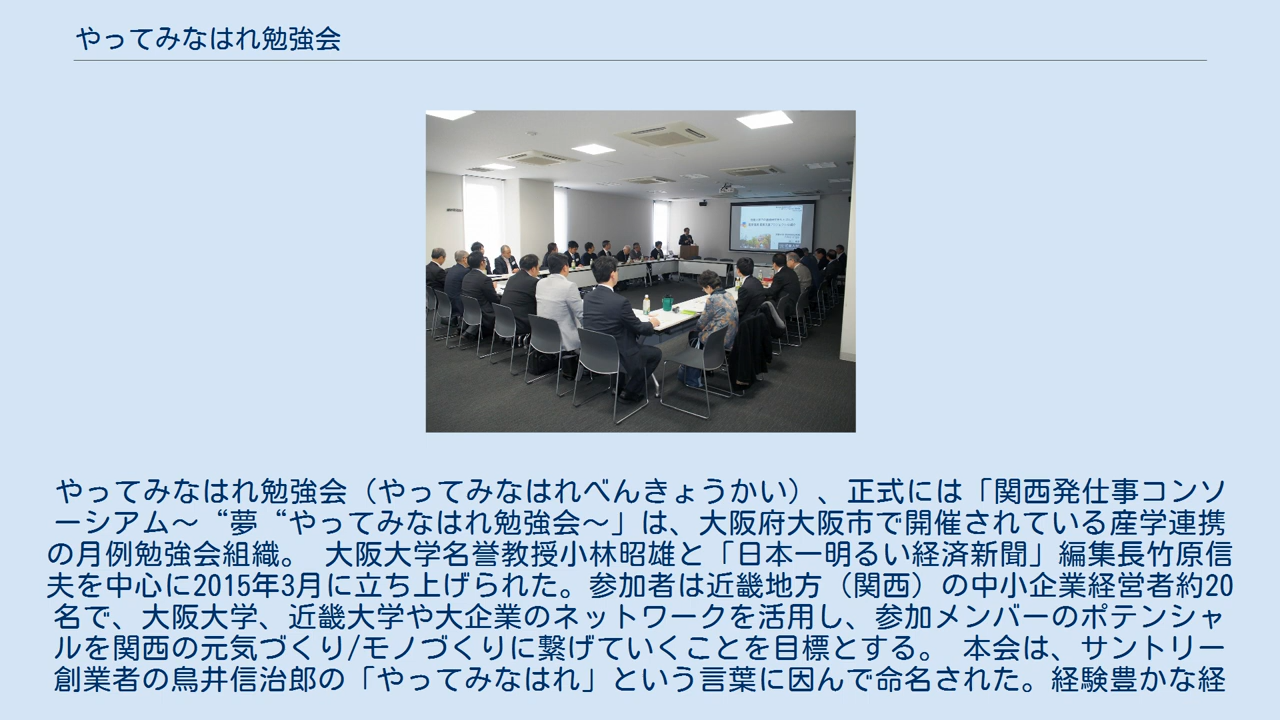 やってみなはれ勉強会
やってみなはれ勉強会（やってみなはれべんきょうかい）、正式には「関西発仕事コンソ
ーシアム～“夢“やってみなはれ勉強会～」は、大阪府大阪市で開催されている産学連携
の月例勉強会組織。 大阪大学名誉教授小林昭雄と「日本一明るい経済新聞」編集長竹原信
夫を中心に2015年3月に立ち上げられた。参加者は近畿地方（関西）の中小企業経営者約20
名で、大阪大学、近畿大学や大企業のネットワークを活用し、参加メンバーのポテンシャ
ルを関西の元気づくり/モノづくりに繋げていくことを目標とする。 本会は、サントリー
創業者の鳥井信治郎の「やってみなはれ」という言葉に因んで命名された。経験豊かな経